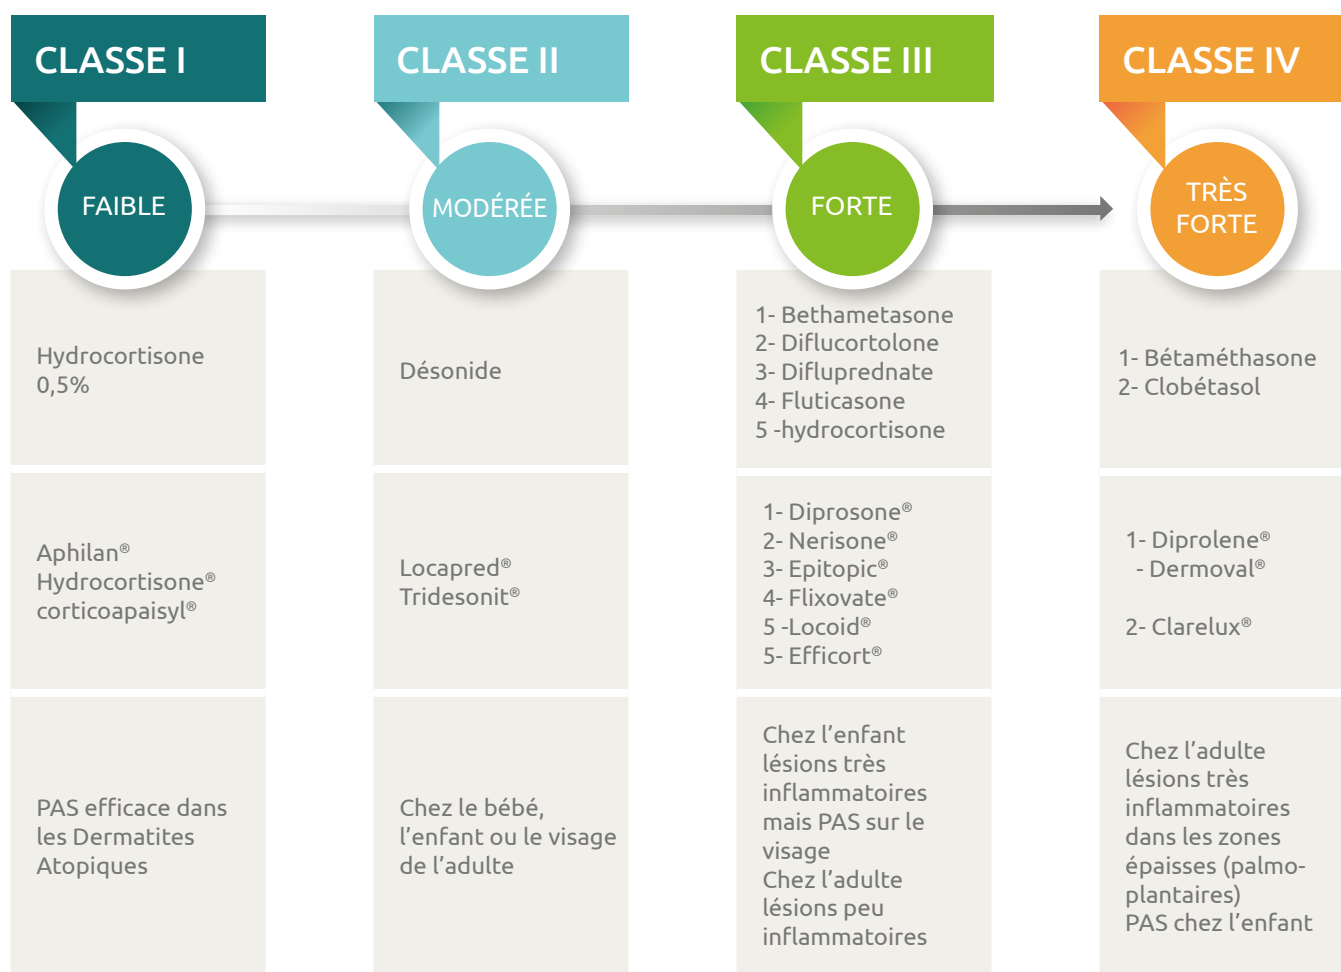 CLASSE I
FAIBLE
Hydrocortisone
0,5%
Aphilan®
Hydrocortisone®
corticoapaisyl®
PAS efficace dans
les Dermatites
Atopiques
CLASSE II
MODÉRÉE
Désonide
Locapred®
Tridesonit®
Chez le bébé,
l’enfant ou le visage
de l’adulte
CLASSE III
FORTE
1- Bethametasone
2- Diflucortolone
3- Difluprednate
4- Fluticasone
5 -hydrocortisone
1- Diprosone®
2- Nerisone®
3- Epitopic®
4- Flixovate®
5 -Locoid®
5- Efficort®
Chez l’enfant
lésions très
inflammatoires
mais PAS sur le
visage
Chez l’adulte
lésions peu
inflammatoires
CLASSE IV
TRÈS
FORTE
1- Bétaméthasone
2- Clobétasol
1- Diprolene®
- Dermoval®
2- Clarelux®
Chez l’adulte
lésions très
inflammatoires
dans les zones
épaisses (palmo-
plantaires)
PAS chez l’enfant